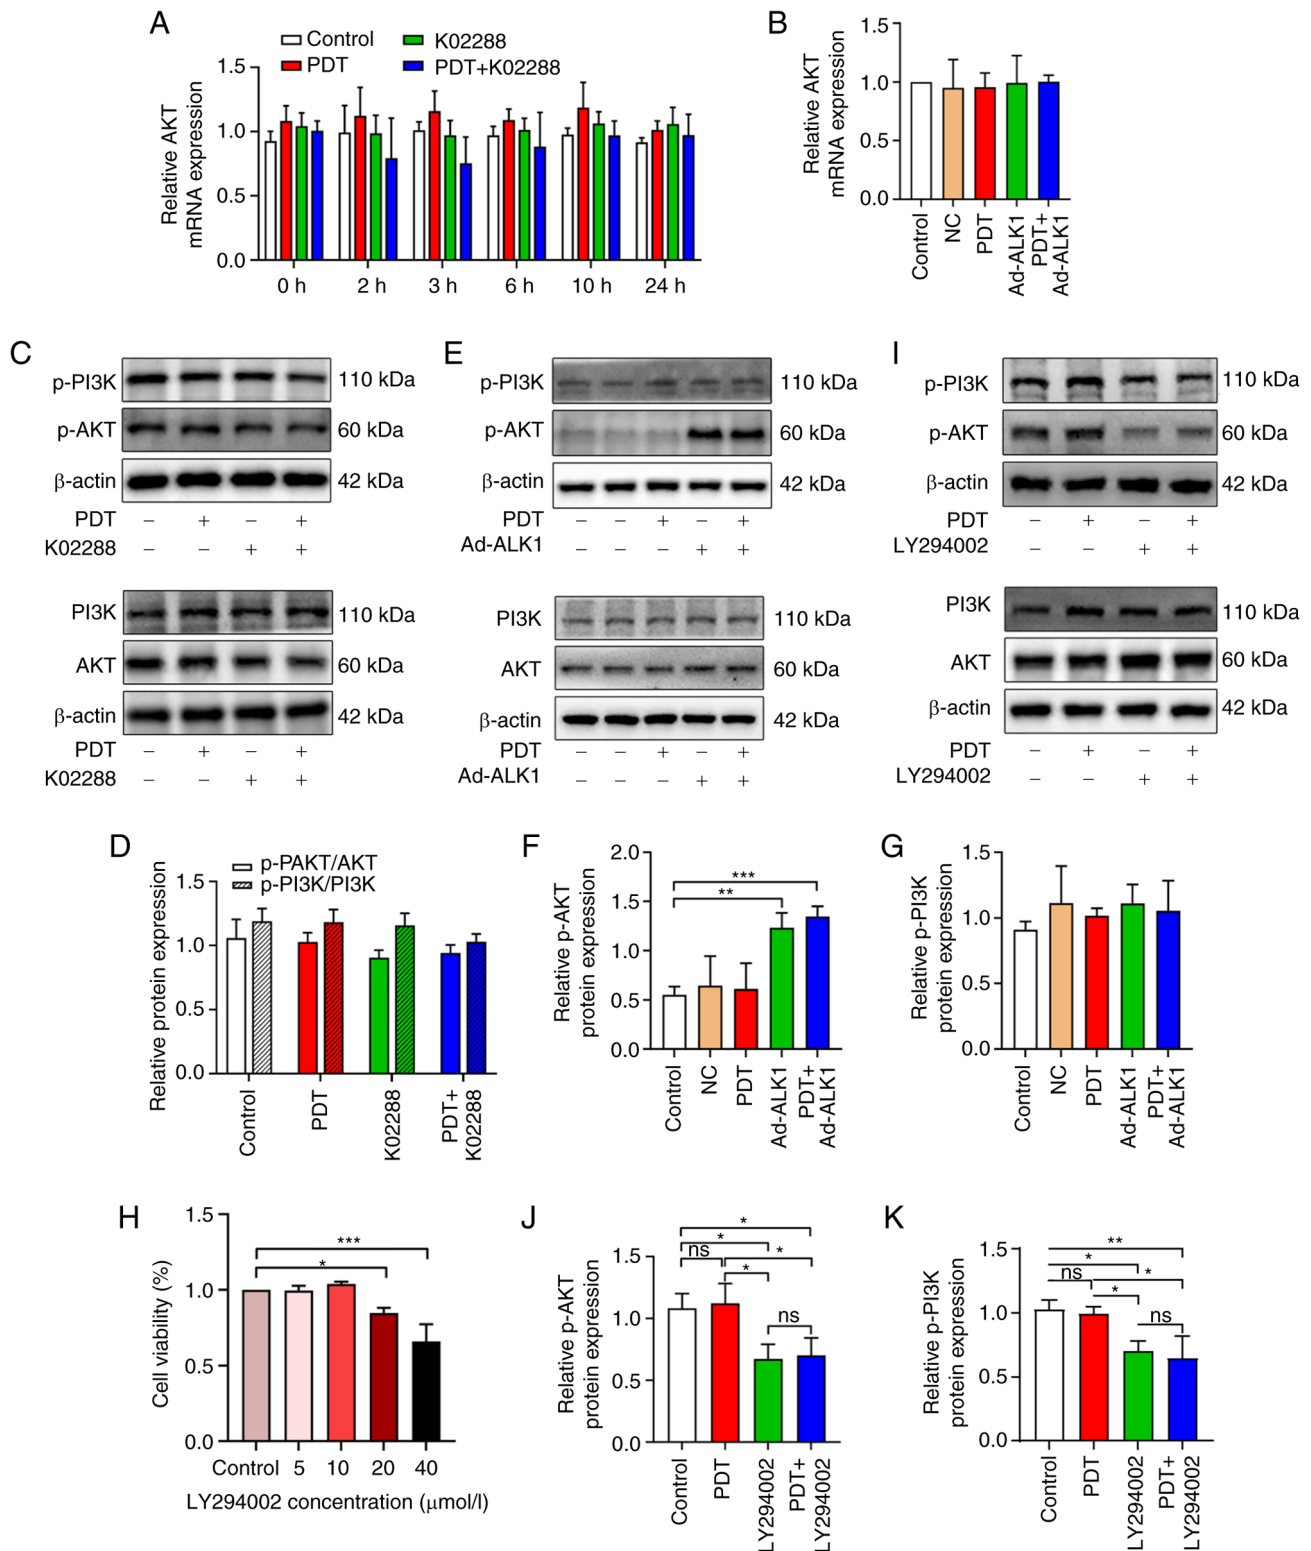 A
Control
K02288
PDT
PDT+K02288
Relative AKT
mRNA expression
1.5
1.0
0.5
0.0
0 h 2 h 3 h 6 h 10 h 24 h
B
Relative AKT
mRNA expression
1.5
1.0
0.5
0.0
Control
NC
PDT
Ad-ALK1
PDT+
Ad-ALK1
C
p-PI3K 110 kDa
p-AKT 60 kDa
β-actin 42 kDa
PDT – + – +
K02288 – – + +
PI3K 110 kDa
AKT 60 kDa
β-actin 42 kDa
PDT – + – +
K02288 – – + +
E
p-PI3K 110 kDa
p-AKT 60 kDa
β-actin 42 kDa
PDT – – + – +
Ad-ALK1 – – – + +
PI3K 110 kDa
AKT 60 kDa
β-actin 42 kDa
PDT – – + – +
Ad-ALK1 – – – + +
I
p-PI3K 110 kDa
p-AKT 60 kDa
β-actin 42 kDa
PDT – + – +
LY294002 – – + +
PI3K 110 kDa
AKT 60 kDa
β-actin 42 kDa
PDT – + – +
LY294002 – – + +
D
p-PAKT/AKT
p-PI3K/PI3K
Relative protein expression
1.5
1.0
0.5
0.0
Control
PDT
K02288
PDT+
K02288
F
Relative p-AKT
protein expression
2.0
1.5
1.0
0.5
0.0
***
**
Control
NC
PDT
Ad-ALK1
PDT+
Ad-ALK1
G
Relative p-PI3K
protein expression
1.5
1.0
0.5
0.0
Control
NC
PDT
Ad-ALK1
PDT+
Ad-ALK1
H
Cell viability (%)
1.5
1.0
0.5
0.0
***
*
Control 5 10 20 40
LY294002 concentration (μmol/l)
J
Relative p-AKT
protein expression
1.5
1.0
0.5
0.0
*
*
ns *
*
ns
Control
PDT
LY294002
PDT+
LY294002
K
Relative p-PI3K
protein expression
1.5
1.0
0.5
0.0
**
*
ns *
*
ns
Control
PDT
LY294002
PDT+
LY294002